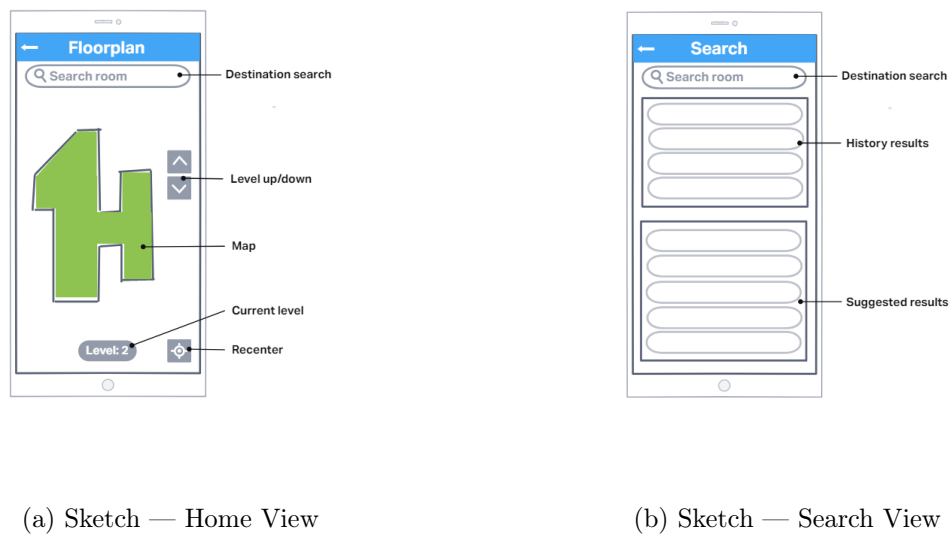 Floorplan
Search room
Destination search
Level up/down
Map
Current level
Level: 2
Recenter
(a) Sketch — Home View
Search
Search room
Destination search
History results
Suggested results
(b) Sketch — Search View